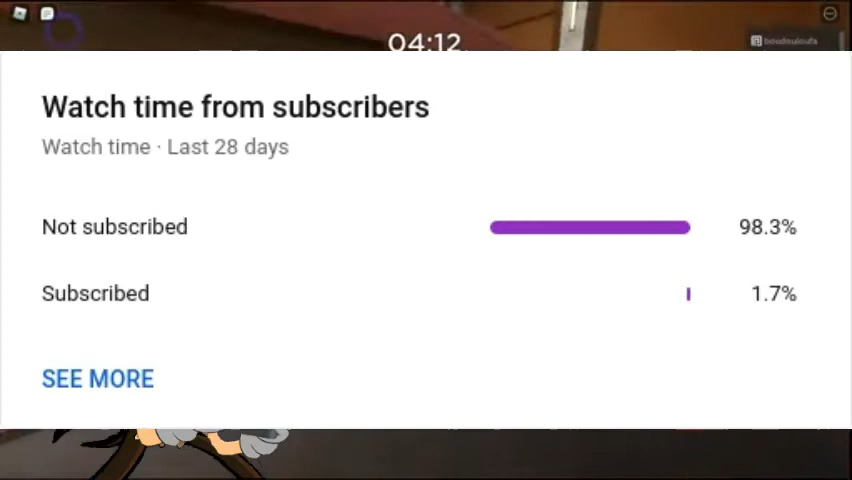 04:12
Watch time from subscribers
Watch time · Last 28 days
Not subscribed 98.3%
Subscribed 1.7%
SEE MORE